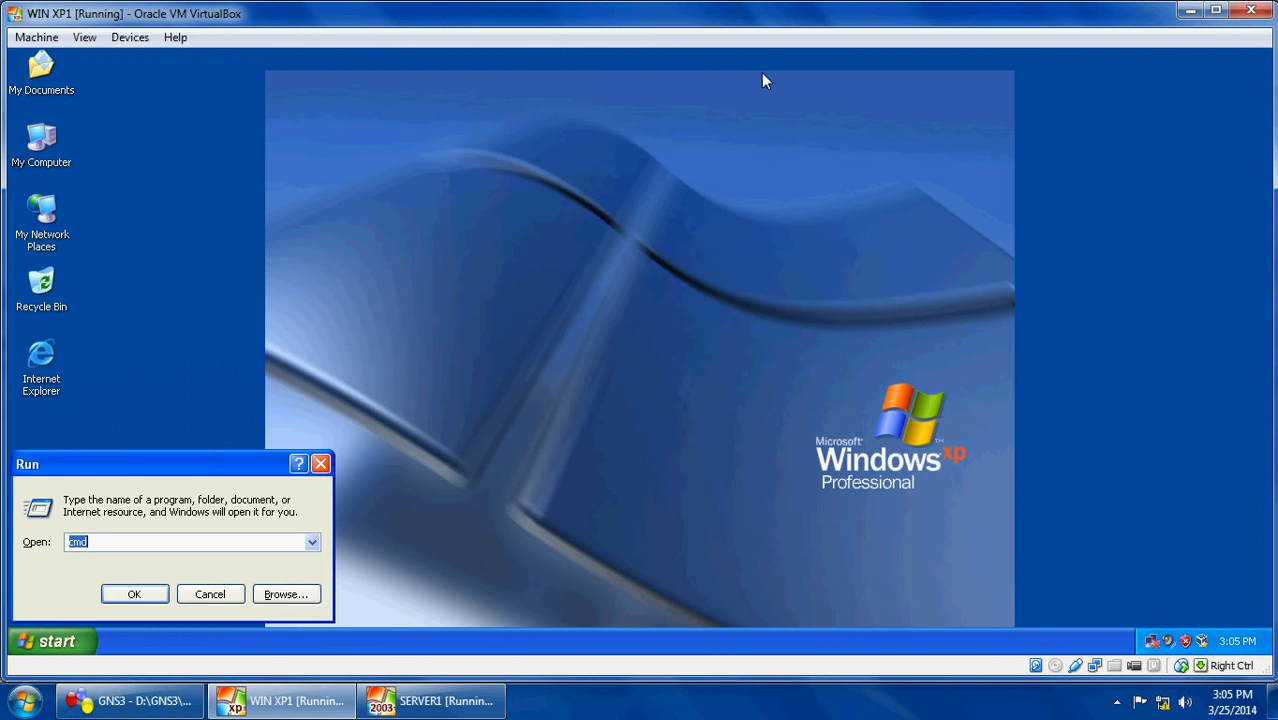 WIN XP1 [Running] - Oracle VM VirtualBox
Machine View Devices Help
My Documents
My Computer
My Network
Places
Recycle Bin
Internet
Explorer
Microsoft®
Windows xp
TM
Professional
Run
Type the name of a program, folder, document, or
Internet resource, and Windows will open it for you.
Open: cmd
OK Cancel Browse...
start
3:05 PM
Right Ctrl
GNS3 - D:\GNS3\...
xp WIN XP1 [Runnin...
2003 SERVER1 [Runnin...
3:05 PM
3/25/2014